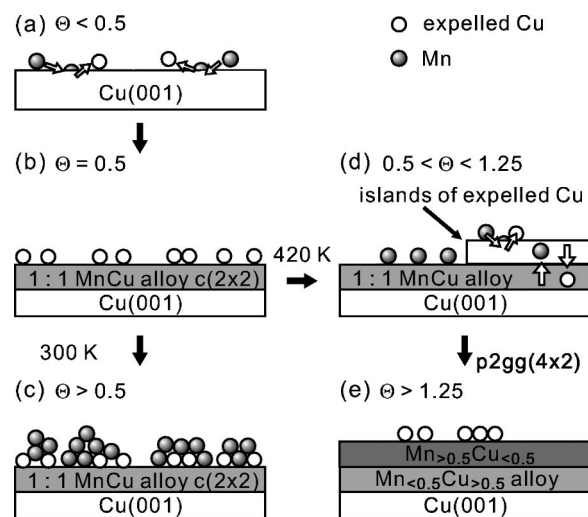 (a) Θ < 0.5
expelled Cu
Mn
Cu(001)
(b) Θ = 0.5
(d) 0.5 < Θ < 1.25
islands of expelled Cu
420 K
1 : 1 MnCu alloy c(2x2)
Cu(001)
1 : 1 MnCu alloy
Cu(001)
300 K
p2gg(4x2)
(c) Θ > 0.5
(e) Θ > 1.25
1 : 1 MnCu alloy c(2x2)
Cu(001)
Mn>0.5Cu<0.5
Mn<0.5Cu>0.5 alloy
Cu(001)